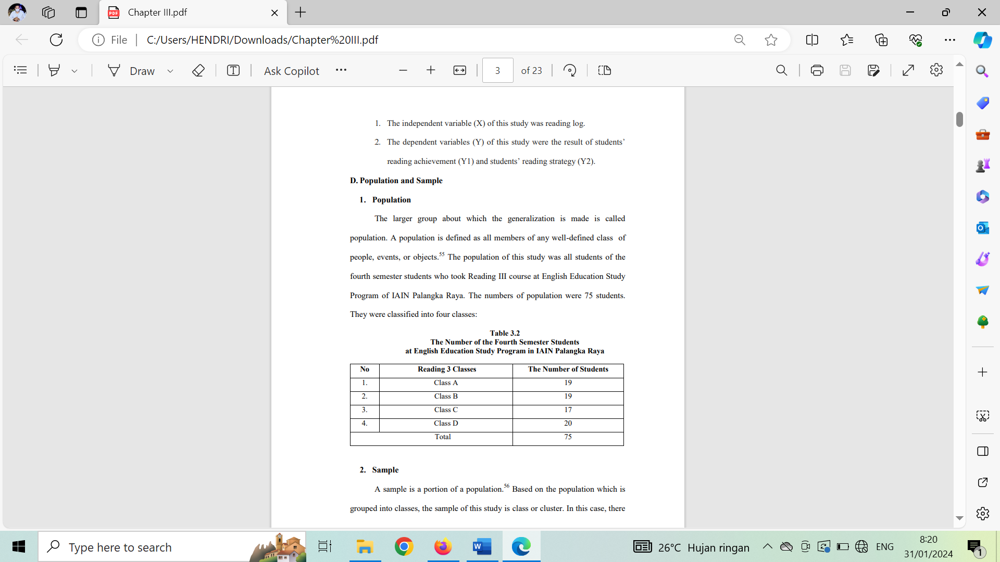 Chapter III.pdf
File
C:/Users/HENDRI/Downloads/Chapter%20III.pdf
Draw
Ask Copilot
3
of 23
1. The independent variable (X) of this study was reading log.
2. The dependent variables (Y) of this study were the result of students’
reading achievement (Y1) and students’ reading strategy (Y2).
D. Population and Sample
1. Population
The larger group about which the generalization is made is called
population. A population is defined as all members of any well-defined class of
people, events, or objects.55 The population of this study was all students of the
fourth semester students who took Reading III course at English Education Study
Program of IAIN Palangka Raya. The numbers of population were 75 students.
They were classified into four classes:
Table 3.2
The Number of the Fourth Semester Students
at English Education Study Program in IAIN Palangka Raya
No Reading 3 Classes The Number of Students
1. Class A 19
2. Class B 19
3. Class C 17
4. Class D 20
Total 75
2. Sample
A sample is a portion of a population.56 Based on the population which is
grouped into classes, the sample of this study is class or cluster. In this case, there
Type here to search
26°C Hujan ringan
ENG
8:20
31/01/2024
1